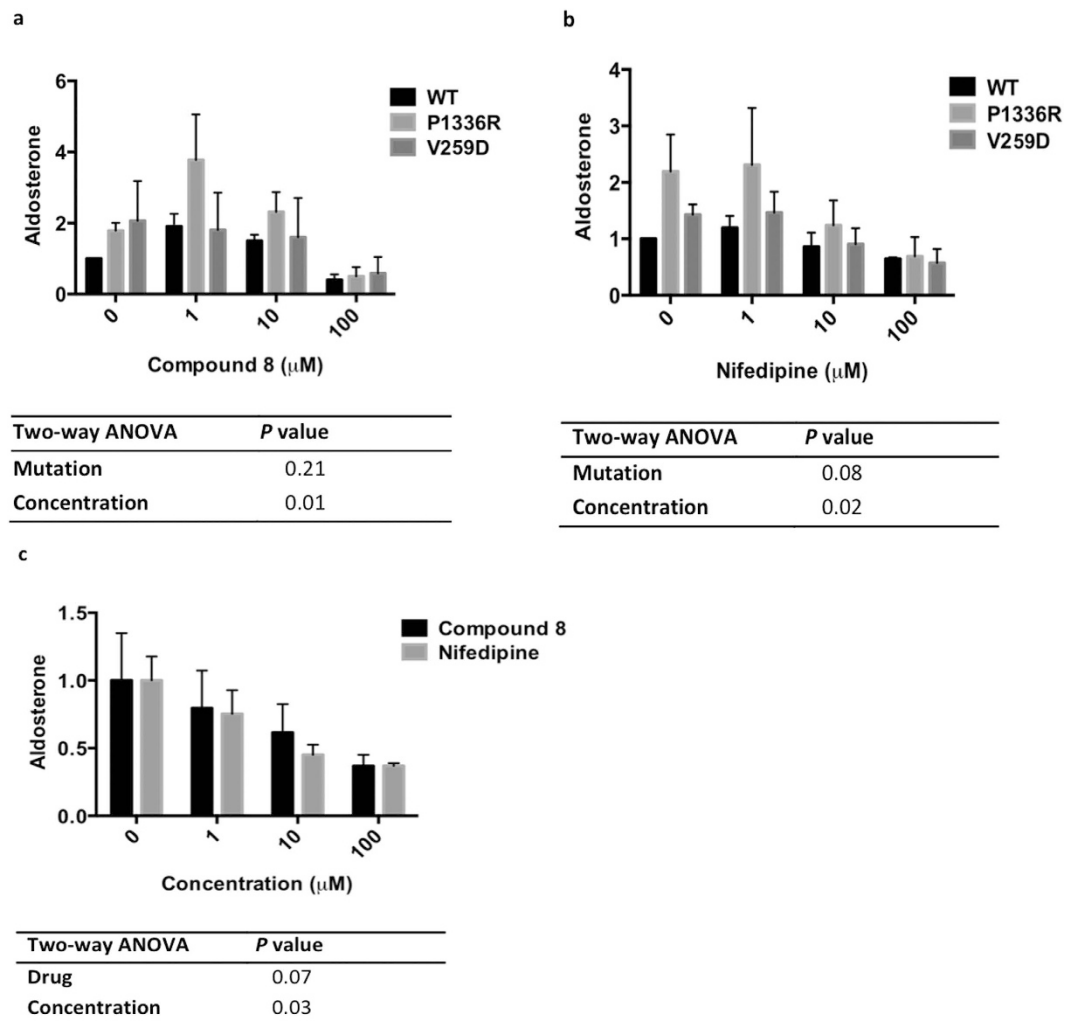 a
6
4
2
0
Aldosterone
WT
P1336R
V259D
0 1 10 100
Compound 8 (μM)
Two-way ANOVA P value
Mutation 0.21
Concentration 0.01
b
4
3
2
1
0
Aldosterone
WT
P1336R
V259D
0 1 10 100
Nifedipine (μM)
Two-way ANOVA P value
Mutation 0.08
Concentration 0.02
c
1.5
1.0
0.5
0.0
Aldosterone
Compound 8
Nifedipine
0 1 10 100
Concentration (μM)
Two-way ANOVA P value
Drug 0.07
Concentration 0.03